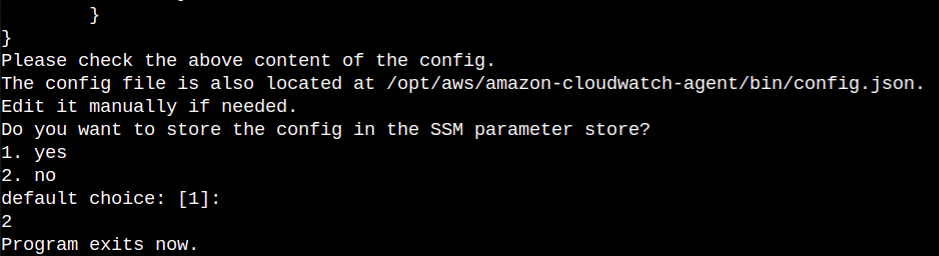 }
}
Please check the above content of the config.
The config file is also located at /opt/aws/amazon-cloudwatch-agent/bin/config.json.
Edit it manually if needed.
Do you want to store the config in the SSM parameter store?
1. yes
2. no
default choice: [1]:
2
Program exits now.